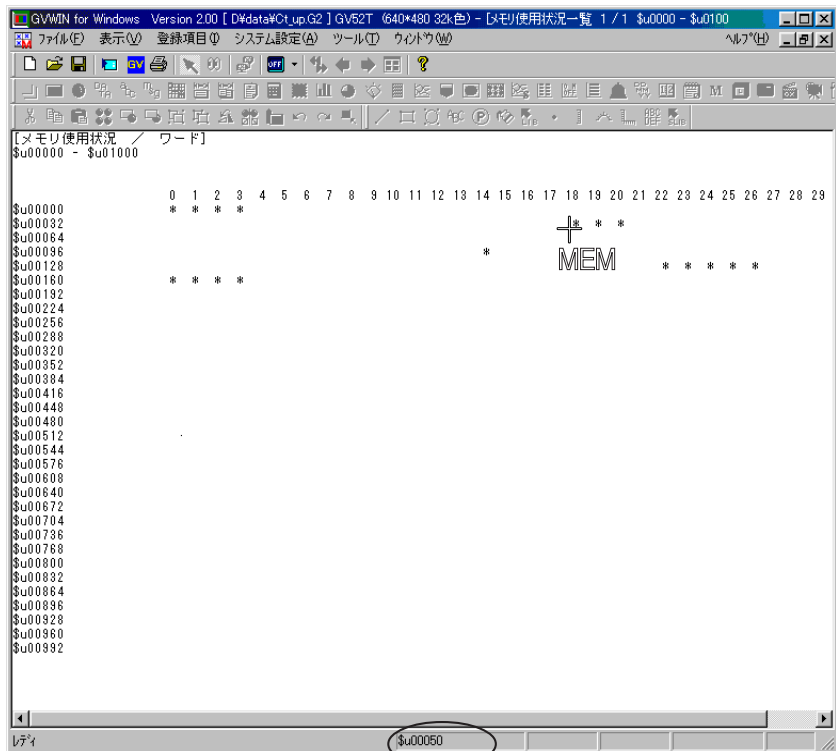 GVWIN for Windows Version 2.00 [ D¥data¥Ct_up.G2 ] GV52T (640*480 32k色) - [メモリ使用状況一覧 1 / 1 $u0000 - $u0100
ファイル(F) 表示(V) 登録項目(I) システム設定(A) ツール(T) ウィンドウ(W) ヘルプ(H)
[メモリ使用状況 ／ ワード]
$u00000 - $u01000
0 1 2 3 4 5 6 7 8 9 10 11 12 13 14 15 16 17 18 19 20 21 22 23 24 25 26 27 28 29
$u00000 * * * *
$u00032 * * *
$u00064
$u00096 * MEM
$u00128 * * * * *
$u00160 * * * *
$u00192
$u00224
$u00256
$u00288
$u00320
$u00352
$u00384
$u00416
$u00448
$u00480
$u00512
$u00544
$u00576
$u00608
$u00640
$u00672
$u00704
$u00736
$u00768
$u00800
$u00832
$u00864
$u00896
$u00928
$u00960
$u00992
レディ $u00050